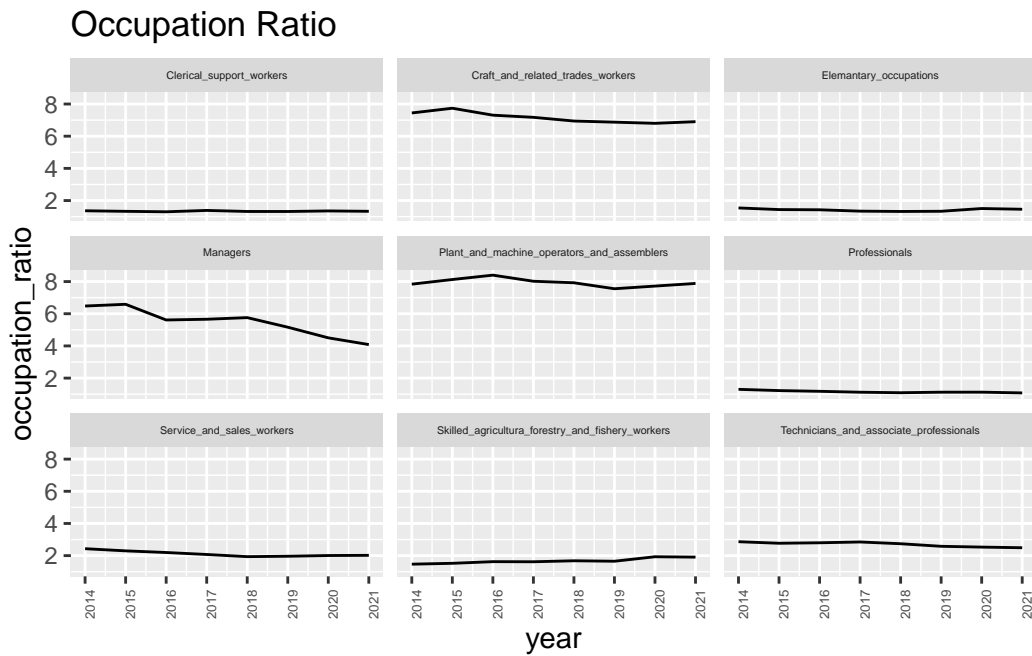 Occupation Ratio
Clerical_support_workers
Craft_and_related_trades_workers
Elemantary_occupations
8
6
4
2
Managers
Plant_and_machine_operators_and_assemblers
Professionals
8
6
4
2
occupation_ratio
Service_and_sales_workers
Skilled_agricultura_forestry_and_fishery_workers
Technicians_and_associate_professionals
8
6
4
2
2014 2015 2016 2017 2018 2019 2020 2021
2014 2015 2016 2017 2018 2019 2020 2021
2014 2015 2016 2017 2018 2019 2020 2021
year